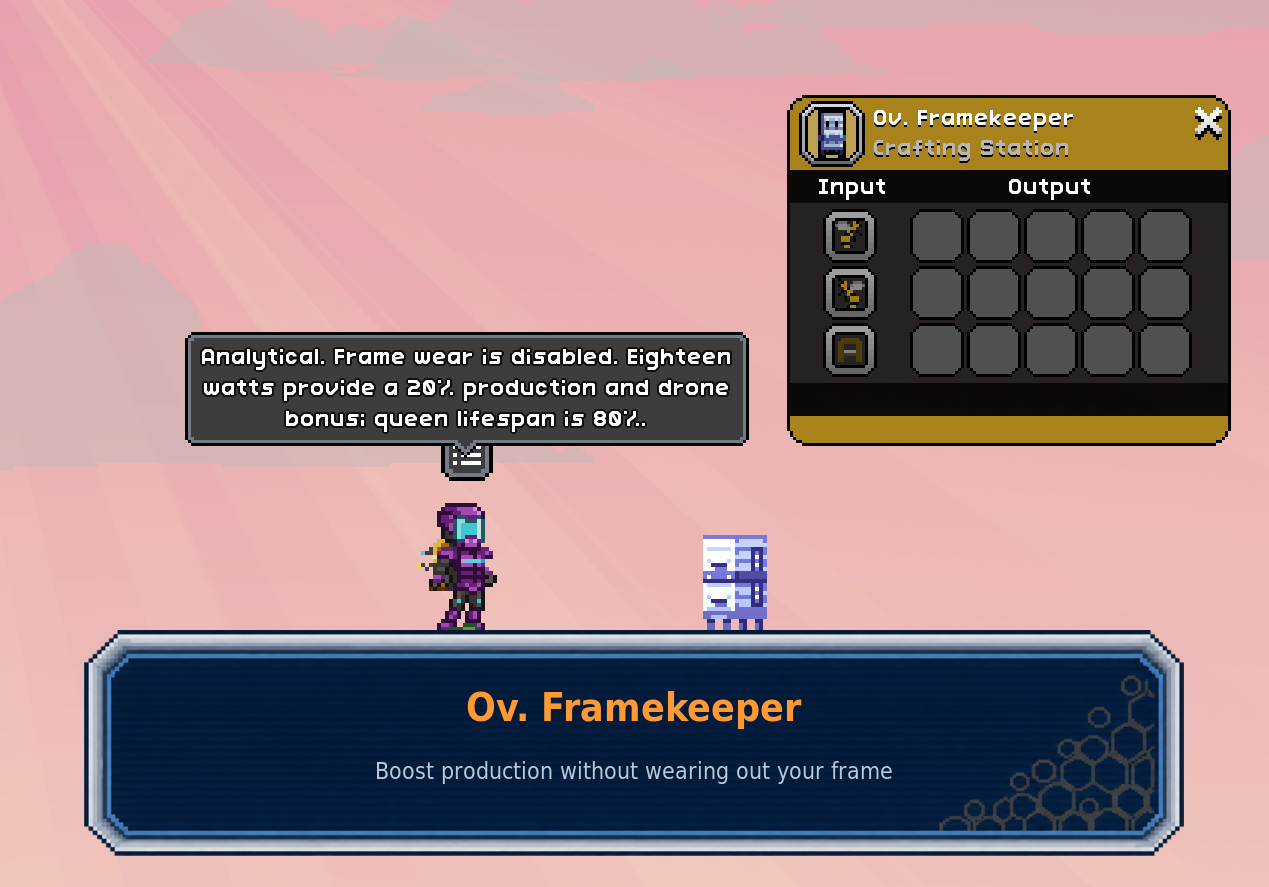 Ov. Framekeeper
Crafting Station
Input Output
Analytical. Frame wear is disabled. Eighteen
watts provide a 20% production and drone
bonus; queen lifespan is 80%.
Ov. Framekeeper
Boost production without wearing out your frame